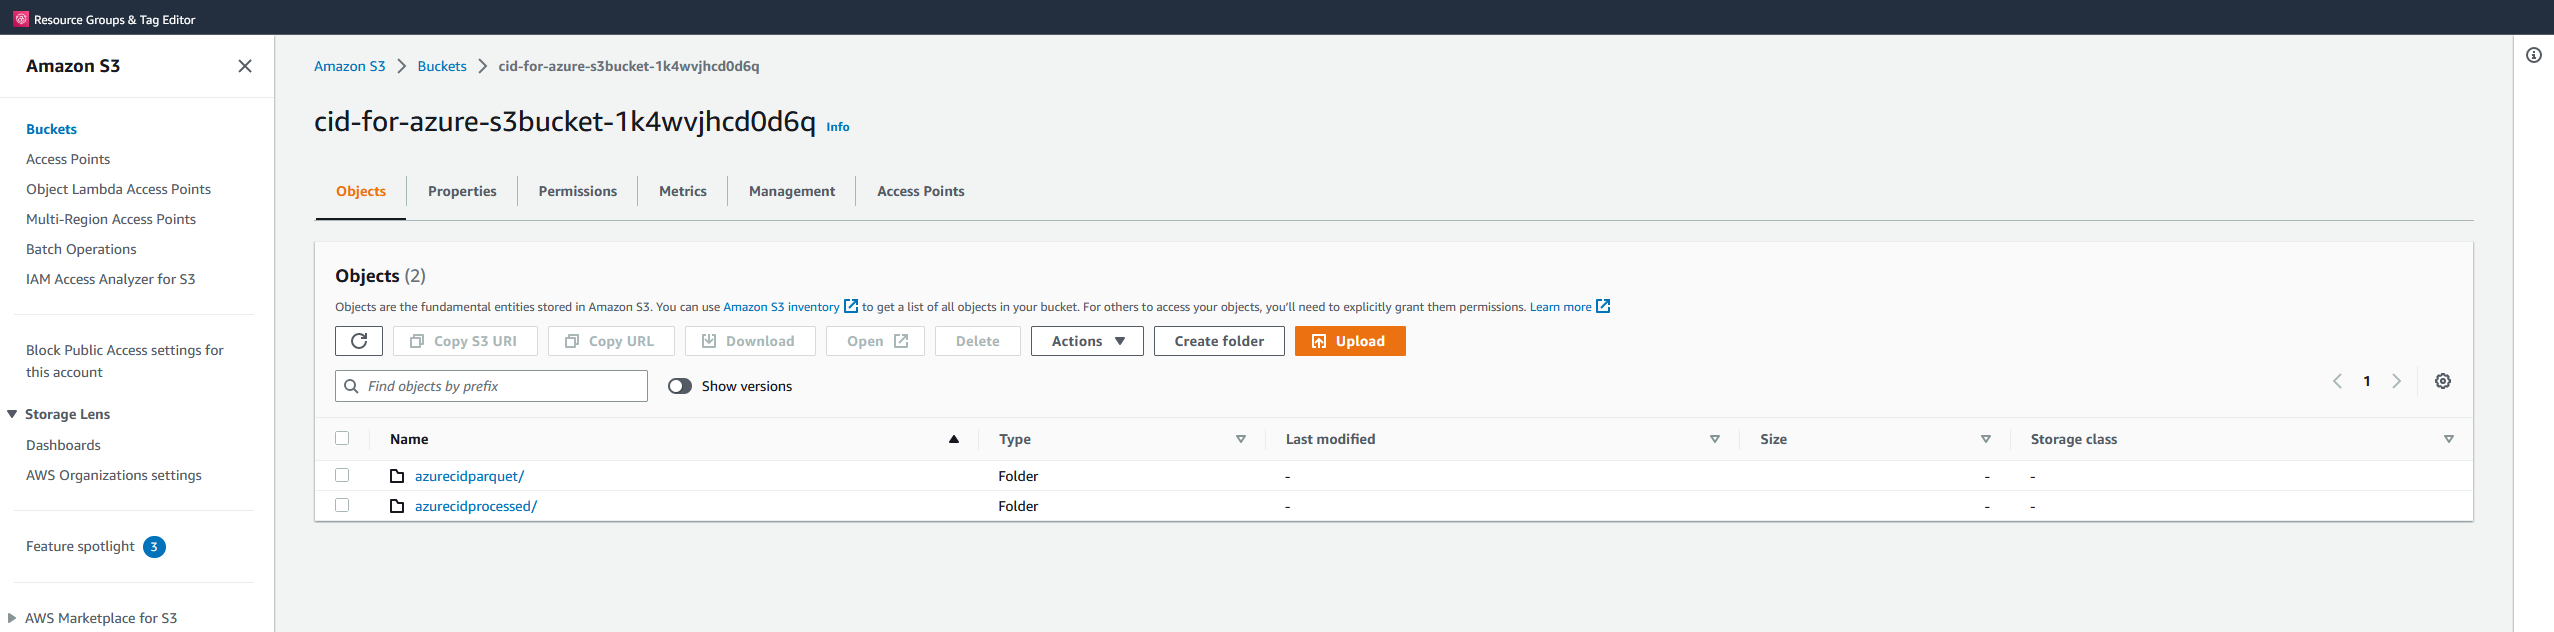 Resource Groups & Tag Editor
Amazon S3
Buckets
Access Points
Object Lambda Access Points
Multi-Region Access Points
Batch Operations
IAM Access Analyzer for S3
Block Public Access settings for
this account
Storage Lens
Dashboards
AWS Organizations settings
Feature spotlight 3
AWS Marketplace for S3
Amazon S3 > Buckets > cid-for-azure-s3bucket-1k4wvjhcd0d6q
cid-for-azure-s3bucket-1k4wvjhcd0d6q Info
Objects Properties Permissions Metrics Management Access Points
Objects (2)
Objects are the fundamental entities stored in Amazon S3. You can use Amazon S3 inventory to get a list of all objects in your bucket. For others to access your objects, you'll need to explicitly grant them permissions. Learn more
Copy S3 URI Copy URL Download Open Delete Actions Create folder Upload
Find objects by prefix Show versions 1
Name Type Last modified Size Storage class
azurecidparquet/ Folder - - -
azurecidprocessed/ Folder - - -